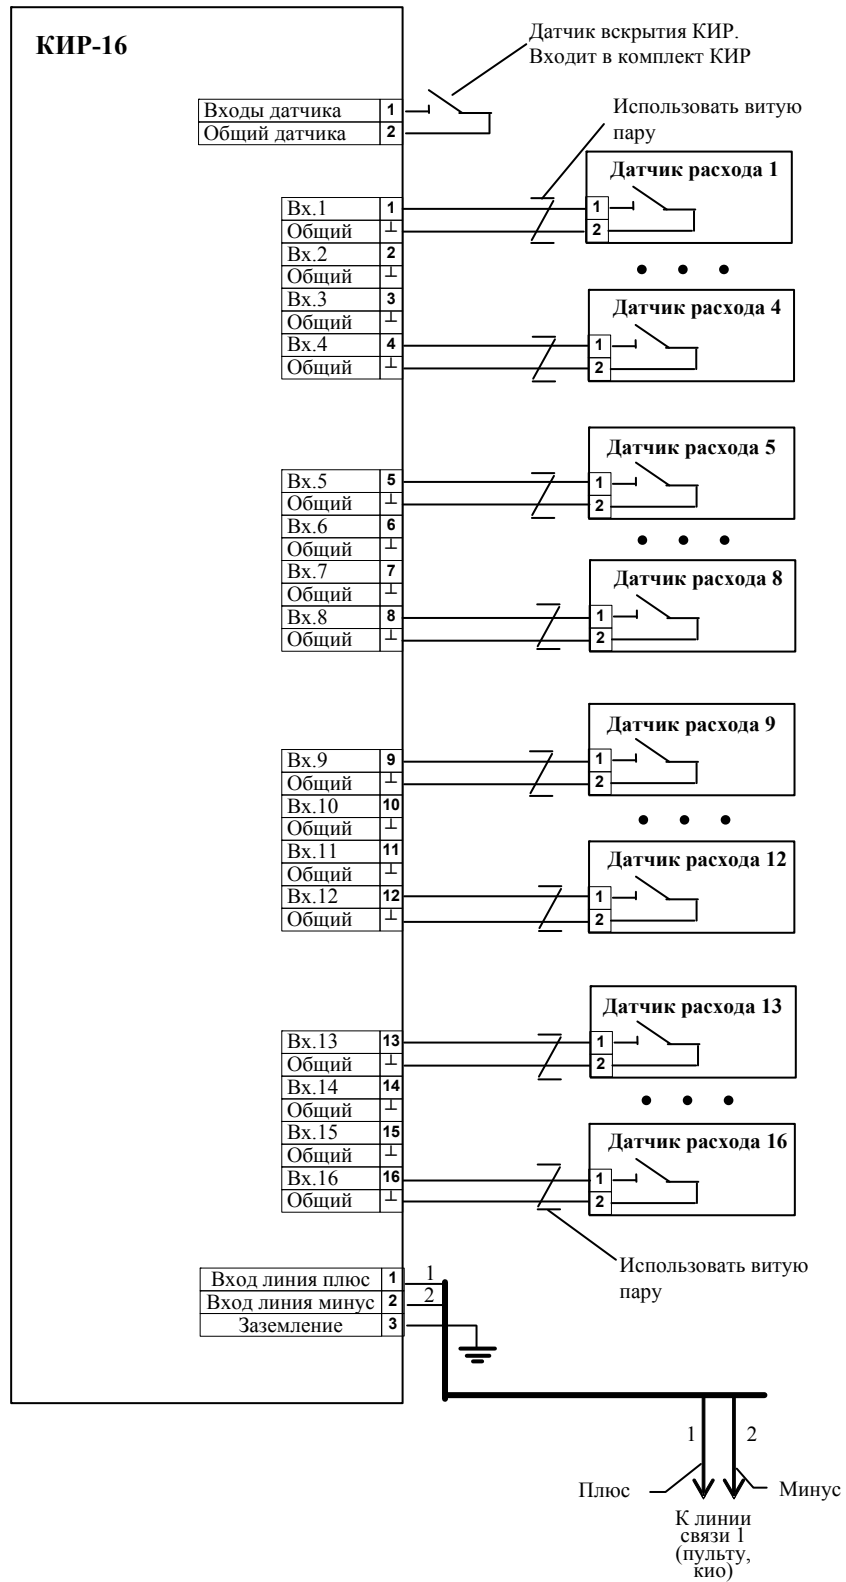 КИР-16
Датчик вскрытия КИР.
Входит в комплект КИР
Входы датчика 1
Общий датчика 2
Использовать витую
пару
Датчик расхода 1
Вх.1 1 1
Общий ⊥ 2
Вх.2 2
Общий ⊥
Вх.3 3
Датчик расхода 4
Общий ⊥
Вх.4 4 1
Общий ⊥ 2
Датчик расхода 5
Вх.5 5 1
Общий ⊥ 2
Вх.6 6
Общий ⊥
Вх.7 7
Датчик расхода 8
Общий ⊥
Вх.8 8 1
Общий ⊥ 2
Датчик расхода 9
Вх.9 9 1
Общий ⊥ 2
Вх.10 10
Общий ⊥
Вх.11 11
Датчик расхода 12
Общий ⊥
Вх.12 12 1
Общий ⊥ 2
Датчик расхода 13
Вх.13 13 1
Общий ⊥ 2
Вх.14 14
Общий ⊥
Вх.15 15
Датчик расхода 16
Общий ⊥
Вх.16 16 1
Общий ⊥ 2
Использовать витую
пару
Вход линия плюс 1 1
Вход линия минус 2 2
Заземление 3
1 2
Плюс Минус
К линии
связи 1
(пульту,
кио)